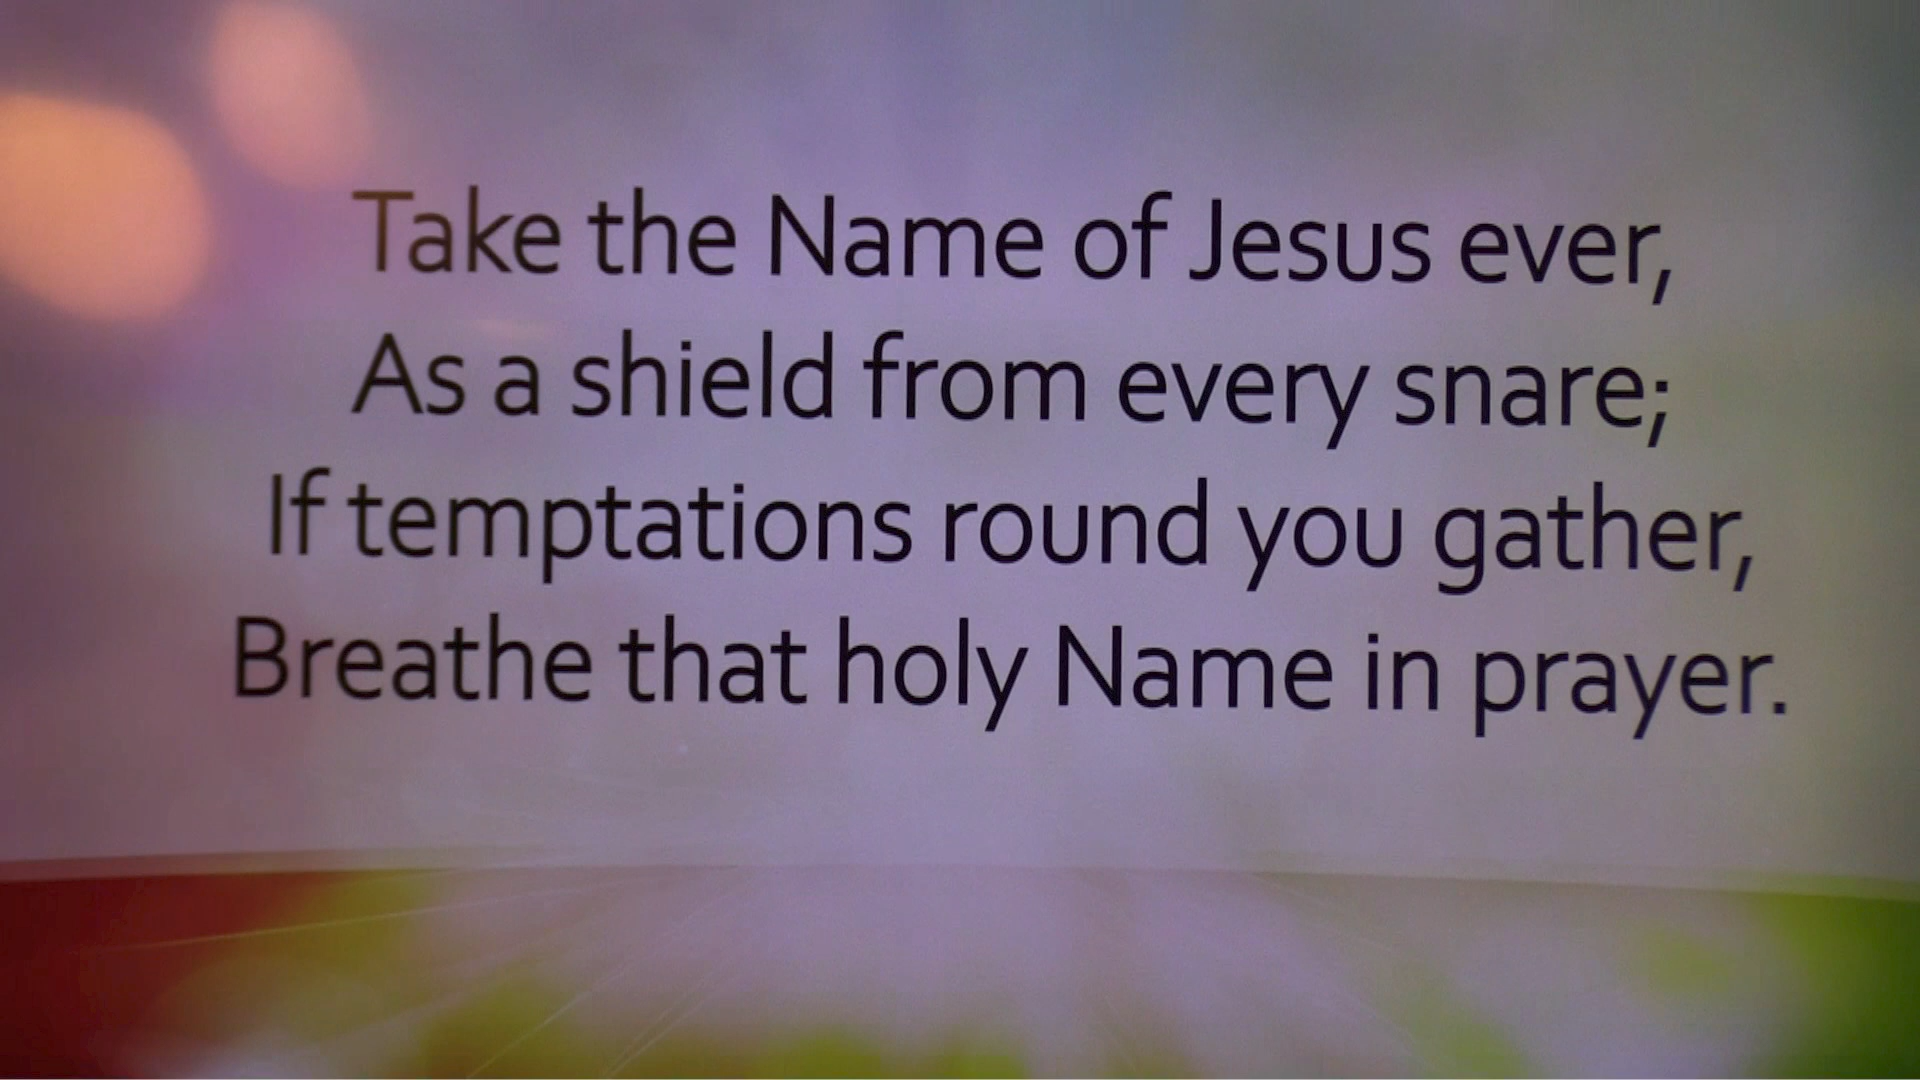 Take the Name of Jesus ever,
As a shield from every snare;
If temptations round you gather,
Breathe that holy Name in prayer.